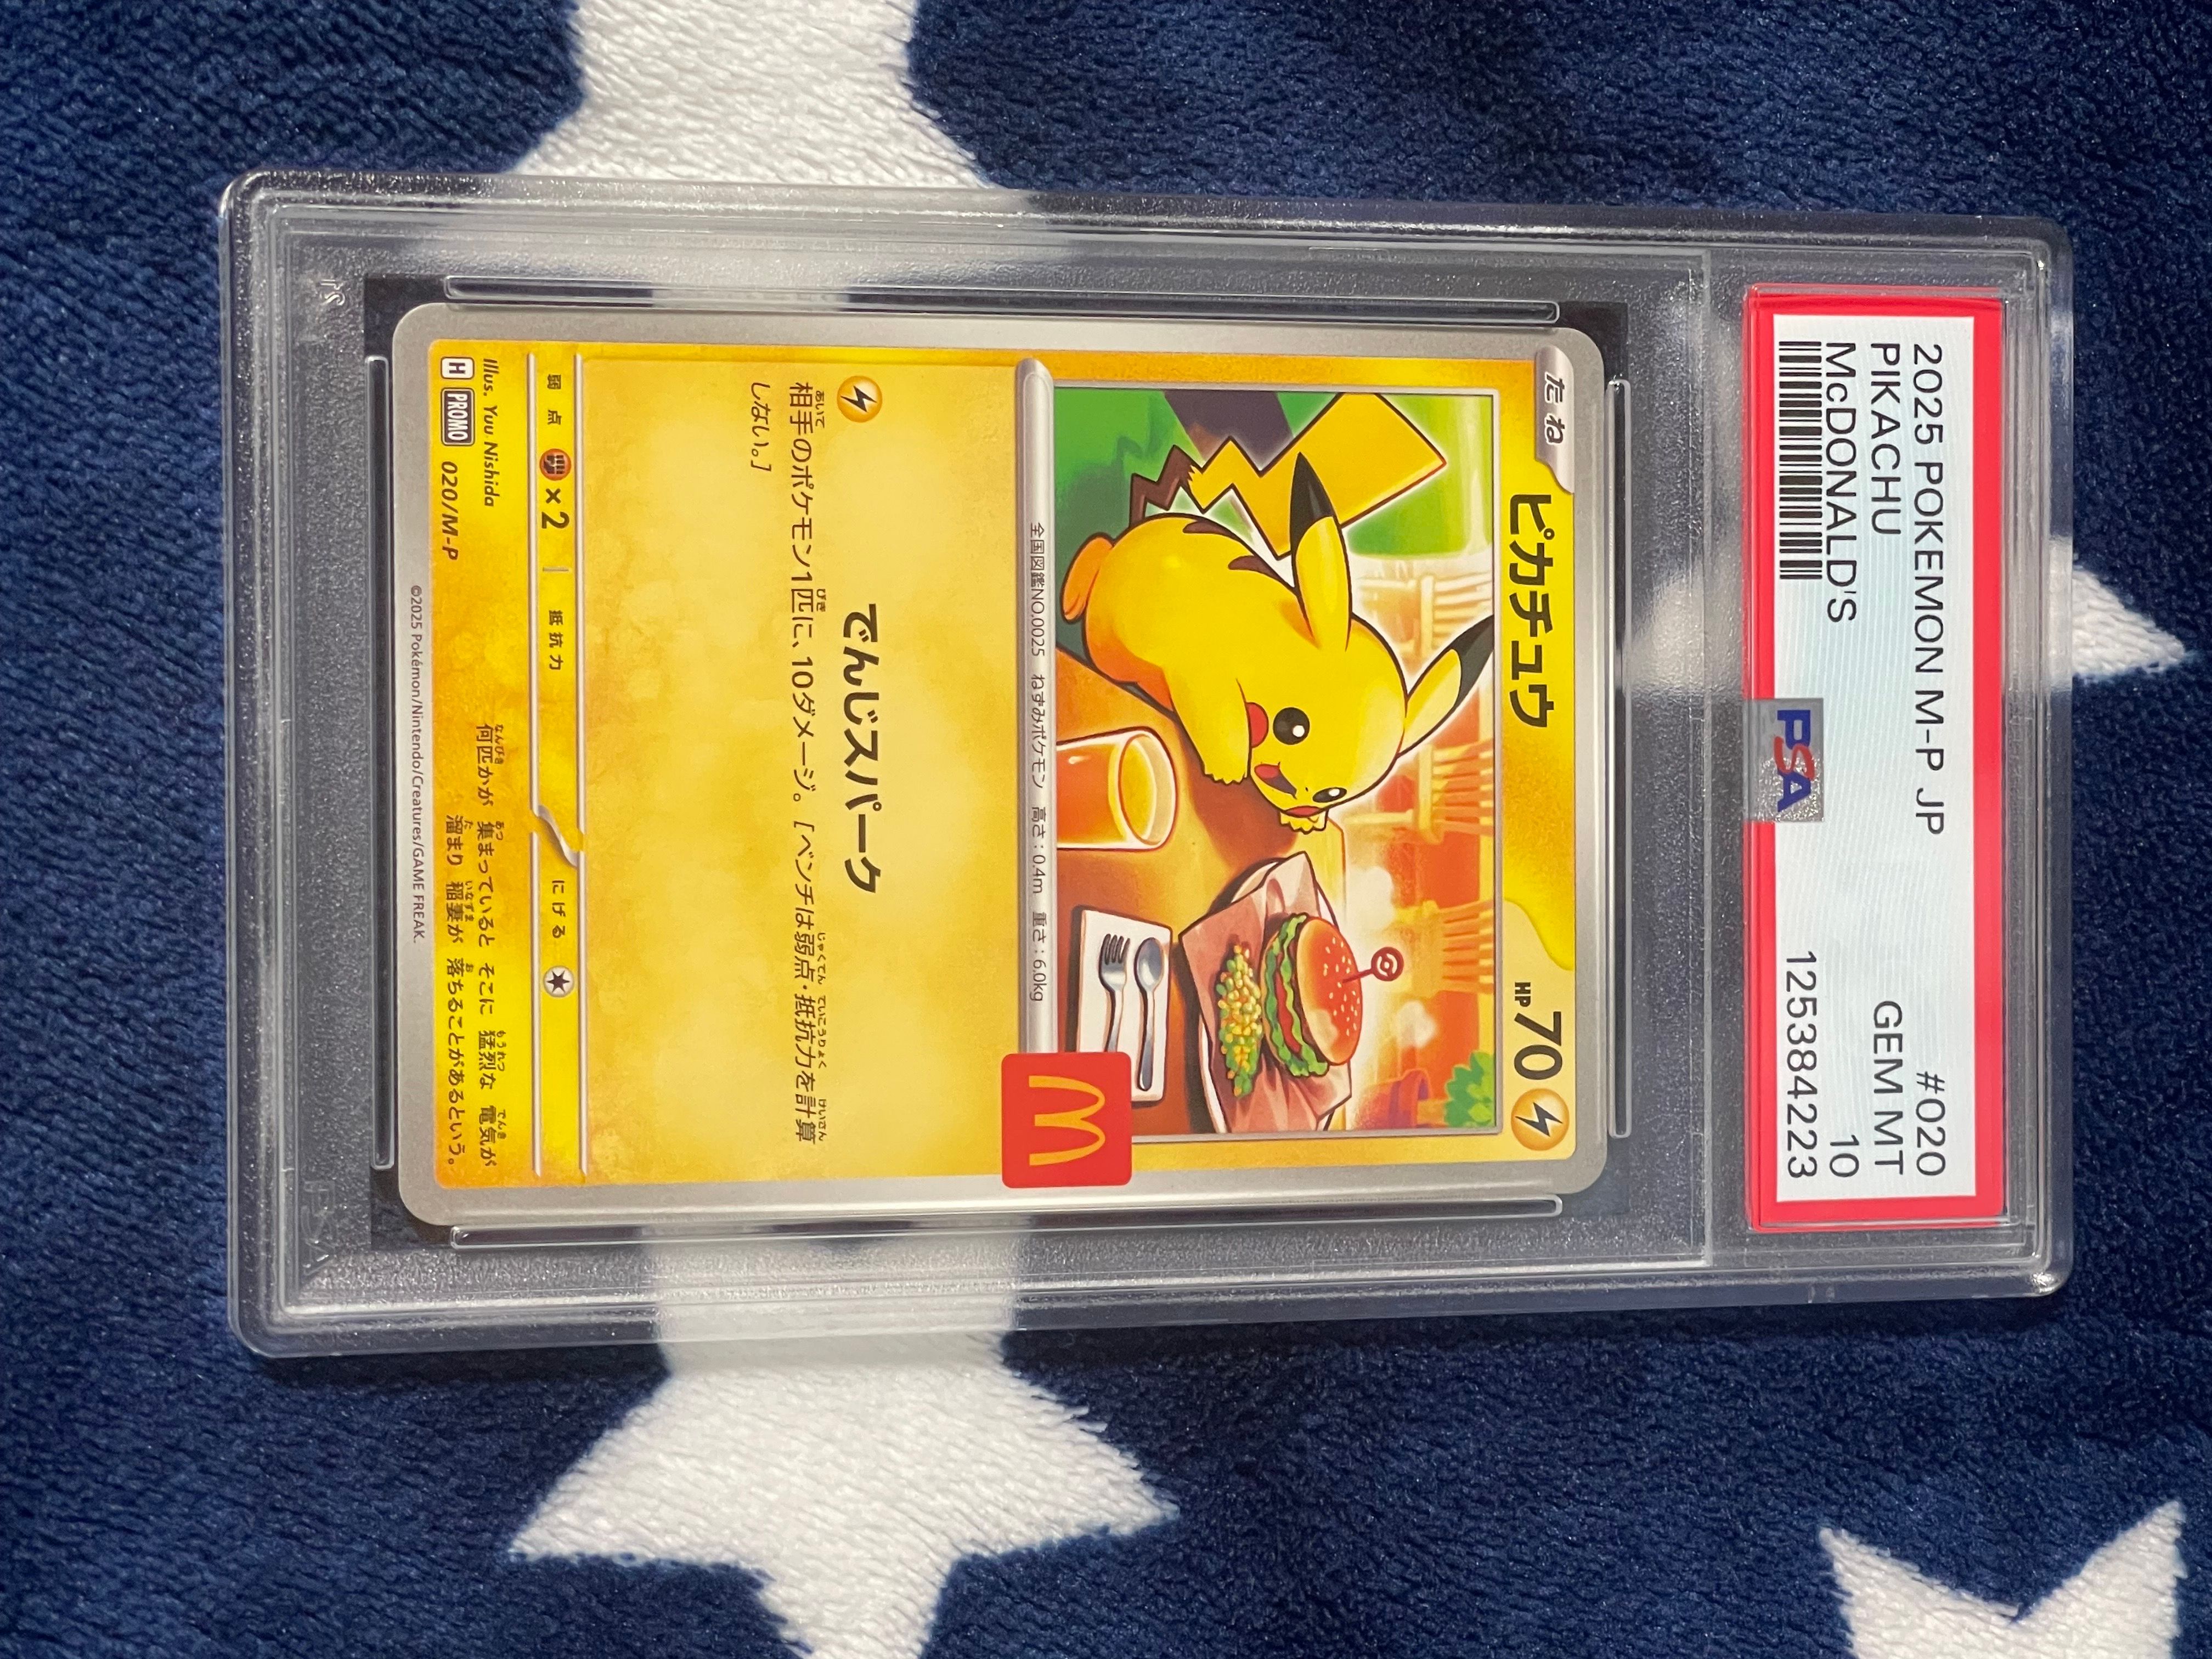 2025 POKEMON M-P JP #020
PIKACHU GEM MT
McDONALD'S 10
PSA 125384223
たね
ピカチュウ HP70
全国図鑑NO.0025 ねずみポケモン 高さ:0.4m 重さ:6.0kg
でんじスパーク
相手のポケモン1匹に、10ダメージ。[ベンチは弱点・抵抗力を計算
しない。]
弱点 ×2 抵抗力 にげる
Illus. Yuu Nishida
H PROMO 020/M-P
何匹かが 集まっていると そこに 猛烈な 電気が
溜まり 稲妻が 落ちることがあるという。
©2025 Pokémon/Nintendo/Creatures/GAME FREAK.